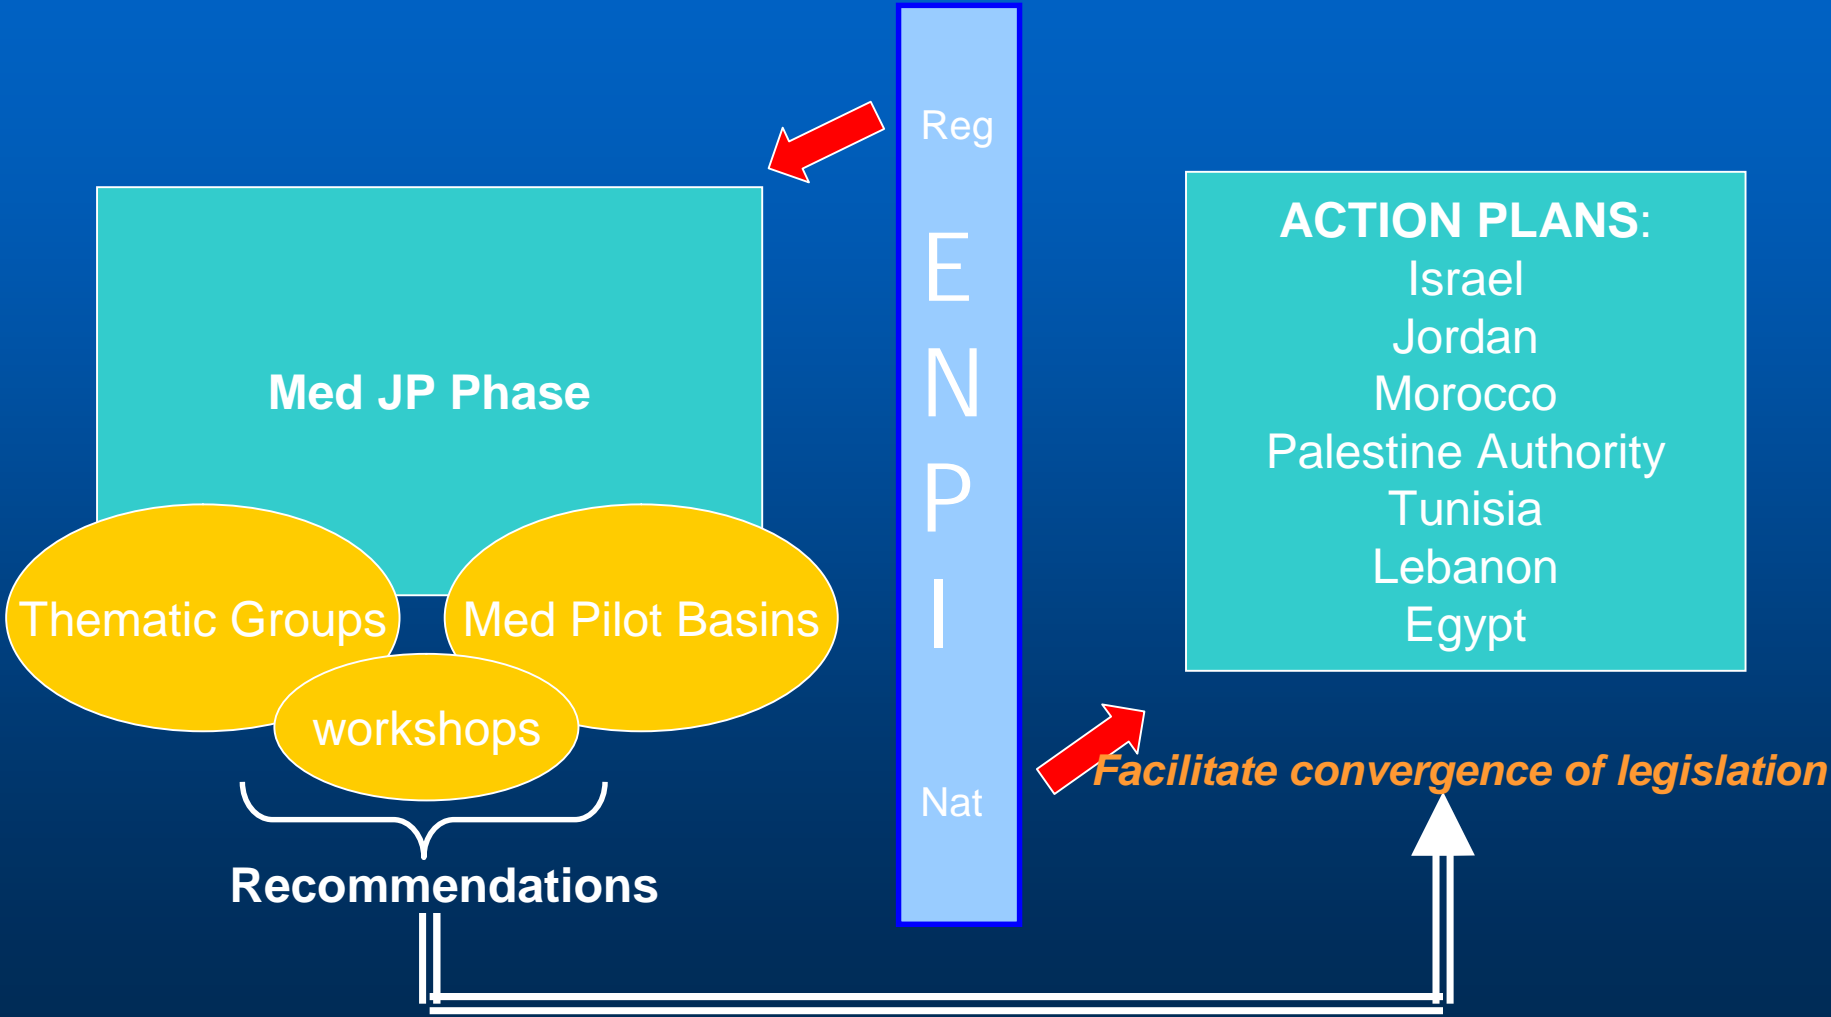 Med JP Phase
Thematic Groups
Med Pilot Basins
workshops
Recommendations
Reg
E
N
P
I
Nat
ACTION PLANS:
Israel
Jordan
Morocco
Palestine Authority
Tunisia
Lebanon
Egypt
Facilitate convergence of legislation